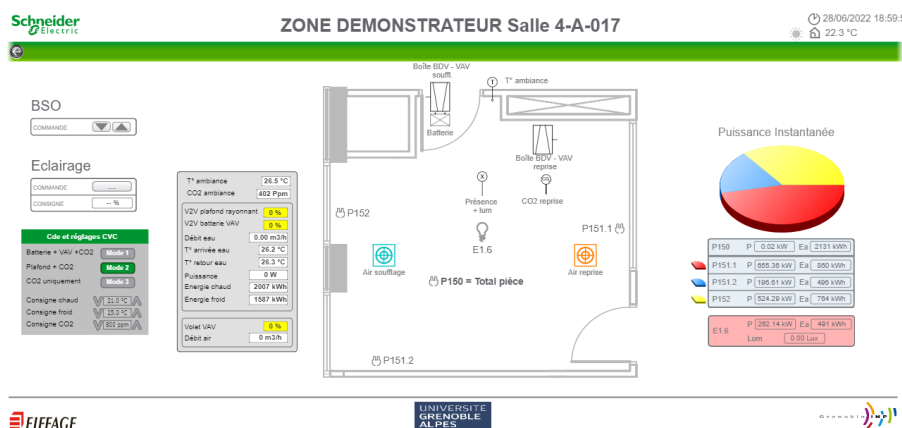 Schneider
Electric
ZONE DEMONSTRATEUR Salle 4-A-017
28/06/2022 18:59:5
22.3 °C
BSO
COMMANDE
Eclairage
COMMANDE ...
CONSIGNE -- %
Cde et réglages CVC
Batterie + VAV +CO2 Mode 1
Plafond + CO2 Mode 2
CO2 uniquement Mode 3
Consigne chaud 21.0 °C
Consigne froid 25.0 °C
Consigne CO2 800 ppm
T° ambiance 26.5 °C
CO2 ambiance 402 Ppm
V2V plafond rayonnant 0 %
V2V batterie VAV 0 %
Débit eau 0.00 m3/h
T° arrivée eau 26.2 °C
T° retour eau 26.3 °C
Puissance 0 W
Energie chaud 2007 kWh
Energie froid 1587 kWh
Volet VAV 0 %
Débit air 0 m3/h
Boîte BDV - VAV
souffl.
T T° ambiance
Batterie
Boîte BDV - VAV
reprise
X
Présence
+ lum
CO2
CO2 reprise
P152
P151.1
E1.6
Air soufflage
Air reprise
P150 = Total pièce
P151.2
Puissance Instantanée
P150 P 0.02 kW Ea 2131 kWh
P151.1 P 655.36 kW Ea 860 kWh
P151.2 P 196.61 kW Ea 496 kWh
P152 P 524.29 kW Ea 764 kWh
E1.6 P 262.14 kW Ea 491 kWh
Lum 0.00 Lux
EIFFAGE
UNIVERSITÉ
GRENOBLE
ALPES
Grenoble INP